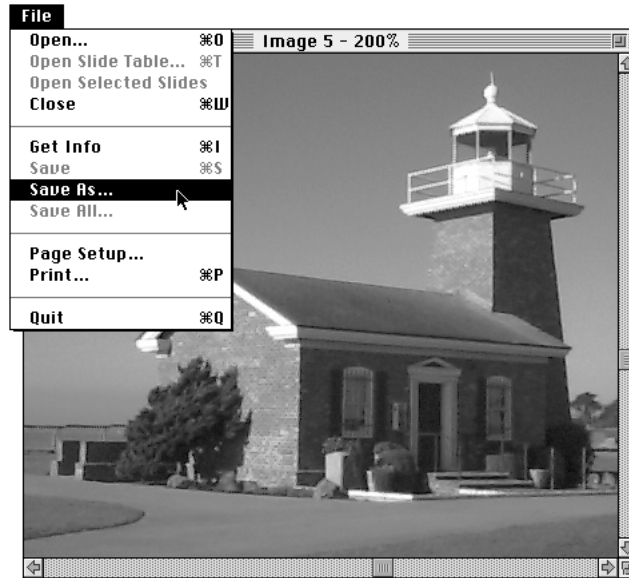 File
Image 5 - 200%
Open... ⌘O
Open Slide Table... ⌘T
Open Selected Slides
Close ⌘W
Get Info ⌘I
Save ⌘S
Save As...
Save All...
Page Setup...
Print... ⌘P
Quit ⌘Q